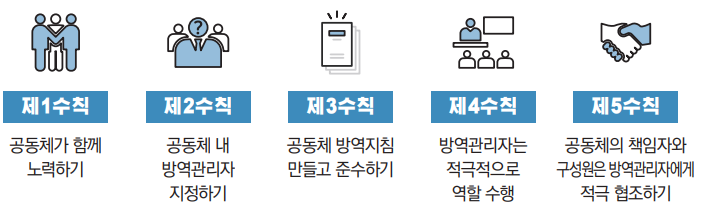 ?
제1수칙
공동체가 함께
노력하기
제2수칙
공동체 내
방역관리자
지정하기
제3수칙
공동체 방역지침
만들고 준수하기
제4수칙
방역관리자는
적극적으로
역할 수행
제5수칙
공동체의 책임자와
구성원은 방역관리자에게
적극 협조하기